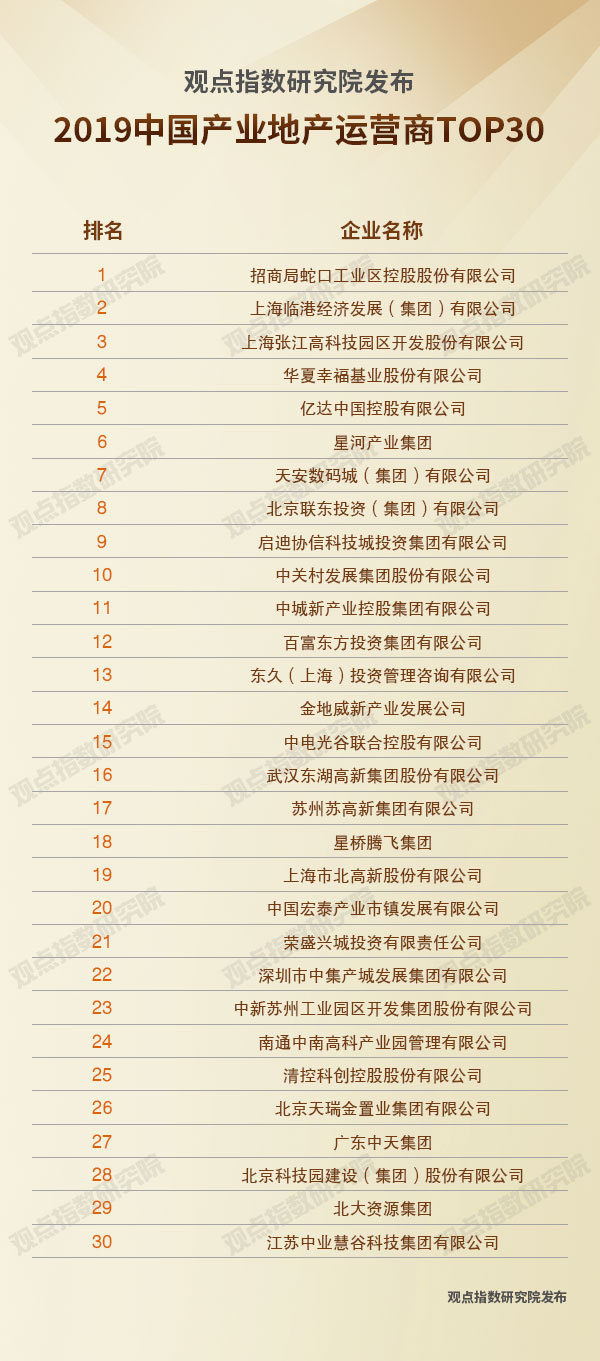 观点指数研究院发布
2019中国产业地产运营商TOP30
排名 企业名称
1 招商局蛇口工业区控股股份有限公司
2 上海临港经济发展（集团）有限公司
3 上海张江高科技园区开发股份有限公司
4 华夏幸福基业股份有限公司
5 亿达中国控股有限公司
6 星河产业集团
7 天安数码城（集团）有限公司
8 北京联东投资（集团）有限公司
9 启迪协信科技城投资集团有限公司
10 中关村发展集团股份有限公司
11 中城新产业控股集团有限公司
12 百富东方投资集团有限公司
13 东久（上海）投资管理咨询有限公司
14 金地威新产业发展公司
15 中电光谷联合控股有限公司
16 武汉东湖高新集团股份有限公司
17 苏州苏高新集团有限公司
18 星桥腾飞集团
19 上海市北高新股份有限公司
20 中国宏泰产业市镇发展有限公司
21 荣盛兴城投资有限责任公司
22 深圳市中集产城发展集团有限公司
23 中新苏州工业园区开发集团股份有限公司
24 南通中南高科产业园管理有限公司
25 清控科创控股股份有限公司
26 北京天瑞金置业集团有限公司
27 广东中天集团
28 北京科技园建设（集团）股份有限公司
29 北大资源集团
30 江苏中业慧谷科技集团有限公司
观点指数研究院发布